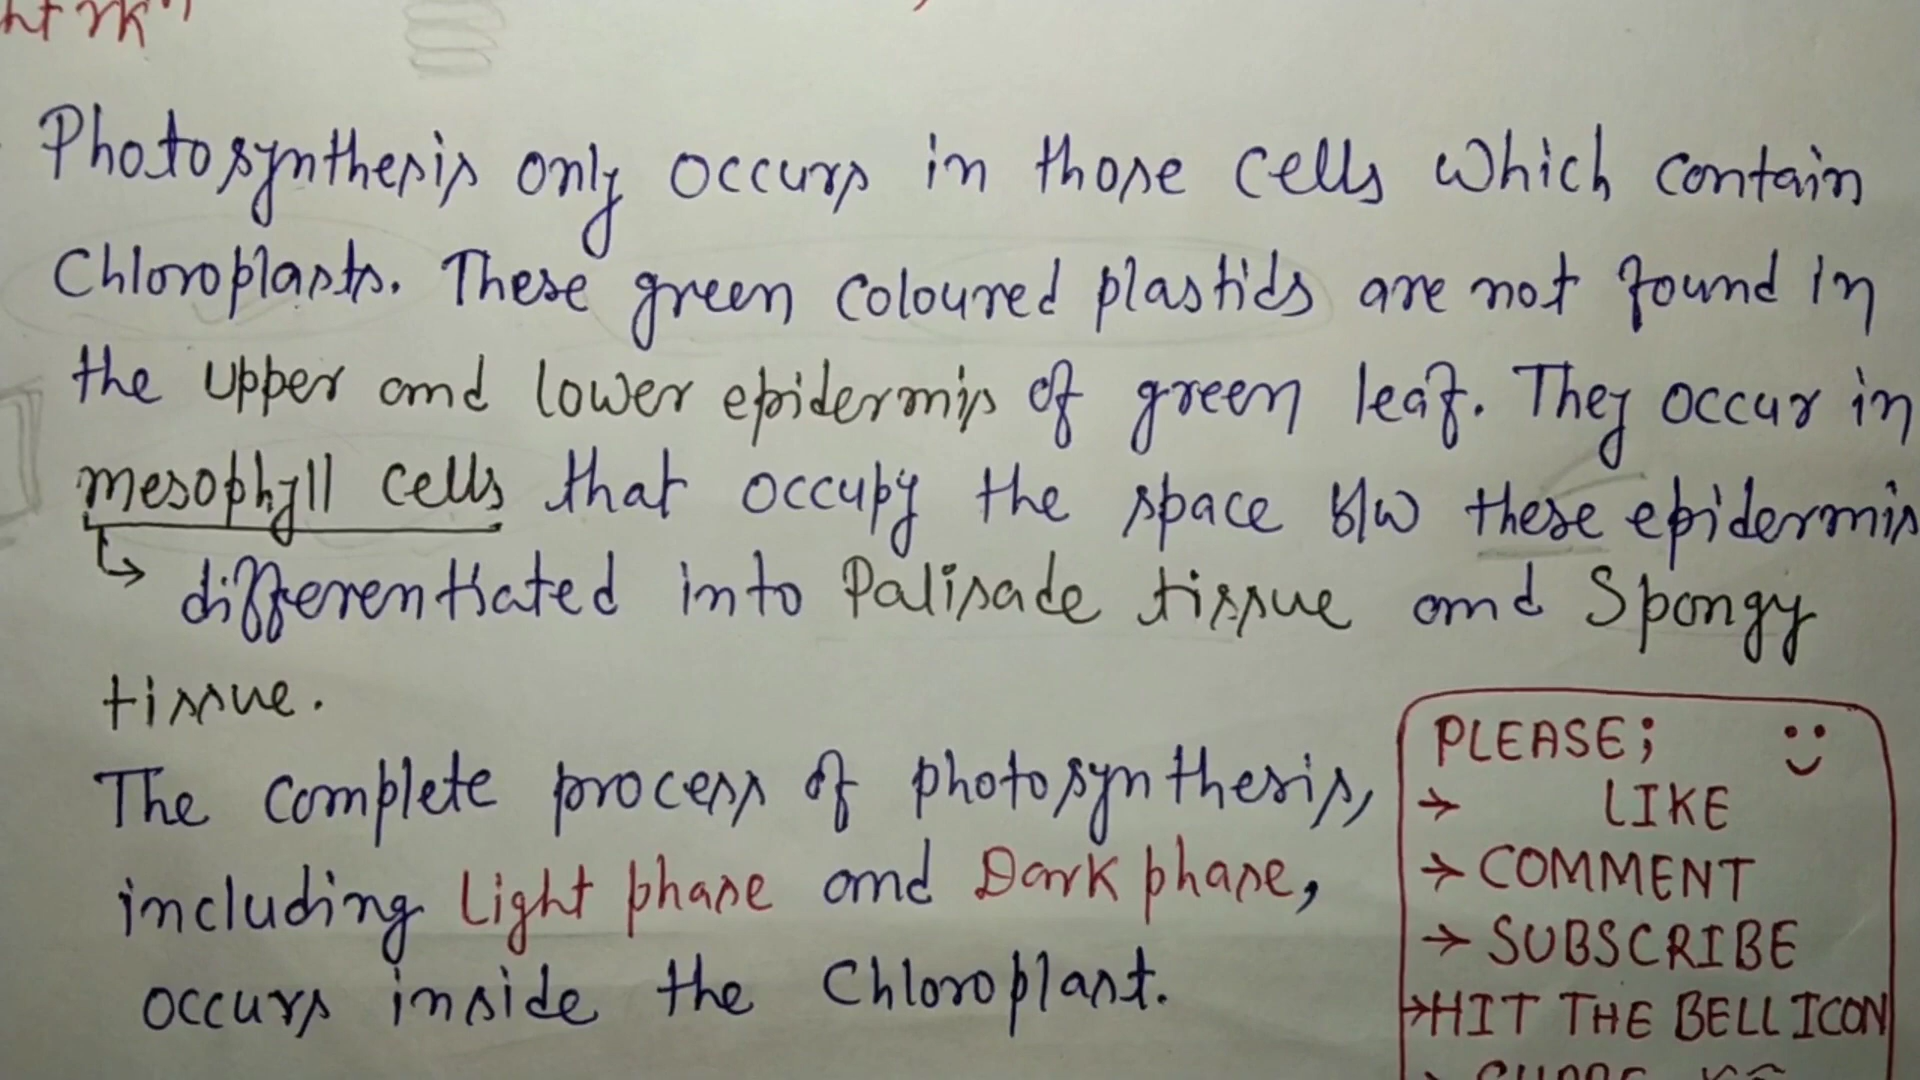 Photosynthesis only occurs in those cells which contain
Chloroplasts. These green coloured plastids are not found in
the upper and lower epidermis of green leaf. They occur in
mesophyll cells that occupy the space b/w these epidermis
↳ differentiated into Palisade tissue and Spongy
tissue.
The complete process of photosynthesis,
including Light phase and Dark phase,
occurs inside the Chloroplast.
PLEASE;
→ LIKE
→ COMMENT
→ SUBSCRIBE
→ HIT THE BELL ICON